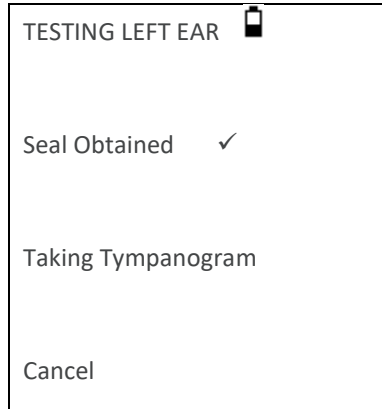 TESTING LEFT EAR
Seal Obtained ✓
Taking Tympanogram
Cancel